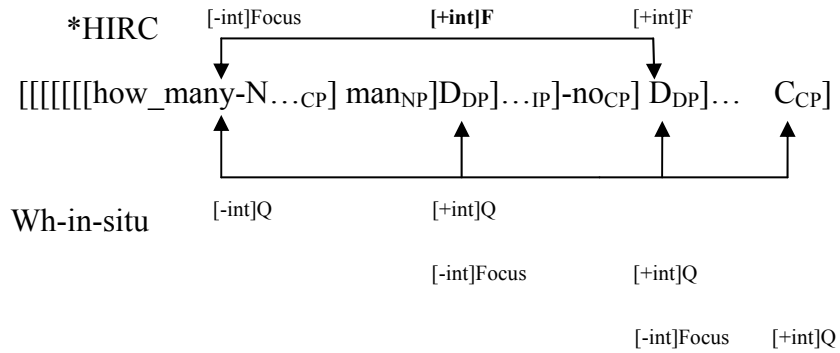 *HIRC [-int]Focus [+int]F [+int]F
[[[[[[[how_many-N…CP] manNP]DDP]…IP]-noCP] DDP]… CCP]
Wh-in-situ [-int]Q [+int]Q
[-int]Focus [+int]Q
[-int]Focus [+int]Q